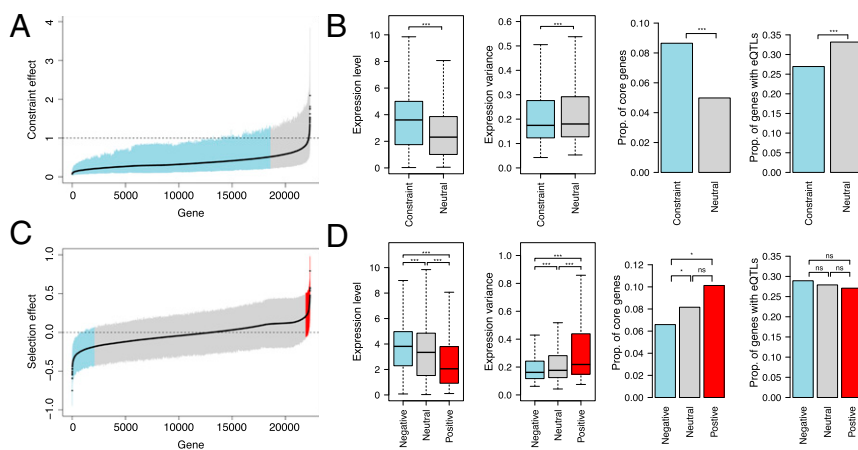 A
Constraint effect
4
3
2
1
0
0 5000 10000 15000 20000
Gene
B
Expression level
10
8
6
4
2
0
***
Constraint
Neutral
Expression variance
0.6
0.5
0.4
0.3
0.2
0.1
0.0
***
Constraint
Neutral
Prop. of core genes
0.10
0.08
0.06
0.04
0.02
0.00
***
Constraint
Neutral
Prop. of genes with eQTLs
0.35
0.30
0.25
0.20
0.15
0.10
0.05
0.00
***
Constraint
Neutral
C
Selection effect
1.0
0.5
0.0
−0.5
−1.0
0 5000 10000 15000 20000
Gene
D
Expression level
12
10
8
6
4
2
0
***
*** ***
Negative
Neutral
Postitive
Expression variance
1.0
0.8
0.6
0.4
0.2
0.0
***
*** ***
Negative
Neutral
Positive
Prop. of core genes
0.12
0.10
0.08
0.06
0.04
0.02
0.00
*
* ns
Negative
Neutral
Postive
Prop. of genes with eQTLs
0.35
0.30
0.25
0.20
0.15
0.10
0.05
0.00
ns
ns ns
Negative
Neutral
Postive